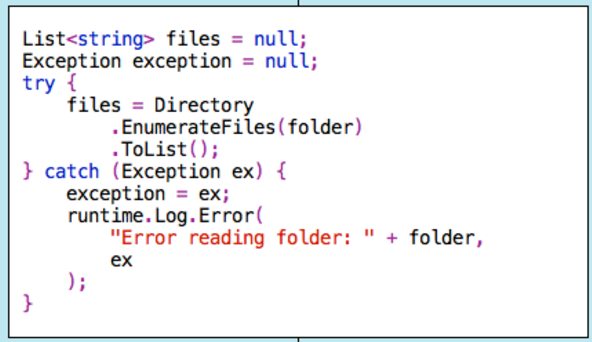 List<string> files = null;
Exception exception = null;
try {
    files = Directory
        .EnumerateFiles(folder)
        .ToList();
} catch (Exception ex) {
    exception = ex;
    runtime.Log.Error(
        "Error reading folder: " + folder,
        ex
    );
}